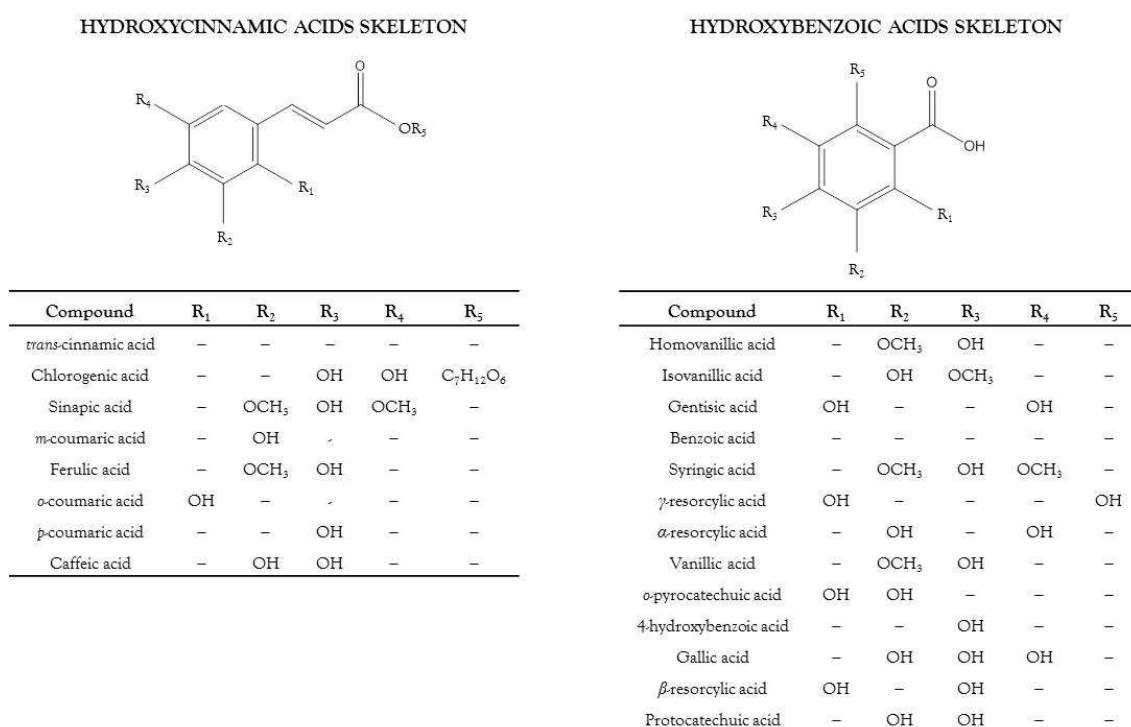 HYDROXYCINNAMIC ACIDS SKELETON
R₄
O
OR₅
R₃
R₁
R₂
Compound R₁ R₂ R₃ R₄ R₅
trans-cinnamic acid – – – – –
Chlorogenic acid – – OH OH C₇H₁₂O₆
Sinapic acid – OCH₃ OH OCH₃ –
m-coumaric acid – OH - – –
Ferulic acid – OCH₃ OH – –
o-coumaric acid OH – - – –
p-coumaric acid – – OH – –
Caffeic acid – OH OH – –
HYDROXYBENZOIC ACIDS SKELETON
R₅
O
R₄
OH
R₃
R₁
R₂
Compound R₁ R₂ R₃ R₄ R₅
Homovanillic acid – OCH₃ OH – –
Isovanillic acid – OH OCH₃ – –
Gentisic acid OH – – OH –
Benzoic acid – – – – –
Syringic acid – OCH₃ OH OCH₃ –
γ-resorcylic acid OH – – – OH
α-resorcylic acid – OH – OH –
Vanillic acid – OCH₃ OH – –
o-pyrocatechuic acid OH OH – – –
4-hydroxybenzoic acid – – OH – –
Gallic acid – OH OH OH –
β-resorcylic acid OH – OH – –
Protocatechuic acid – OH OH – –